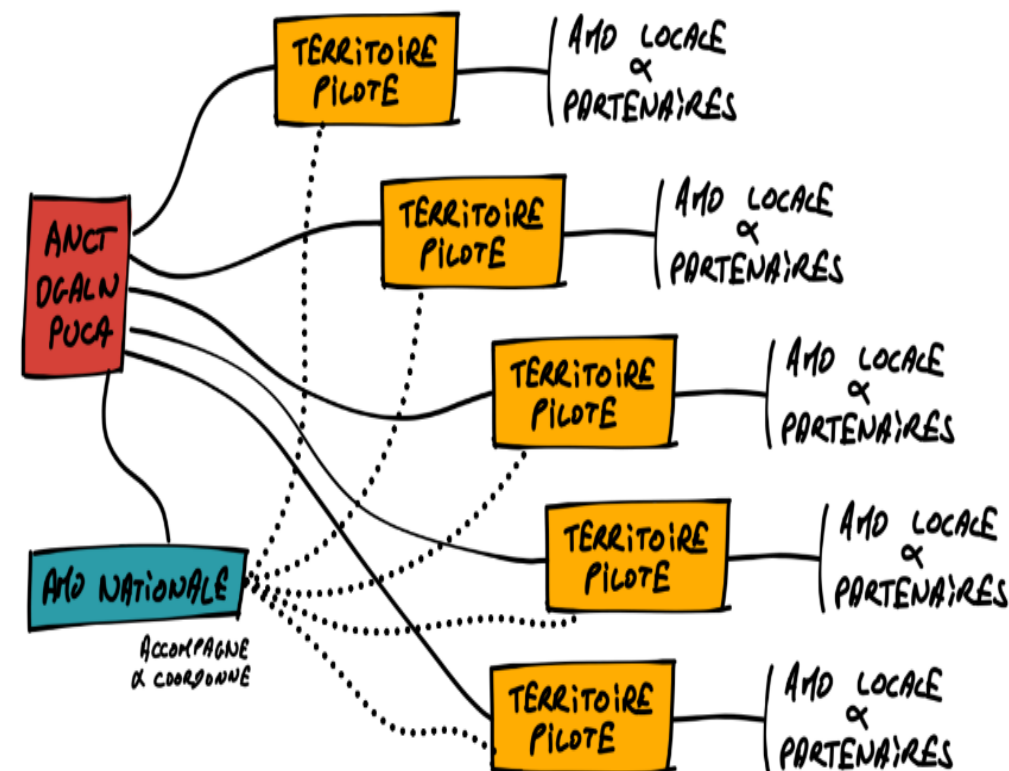 TERRITOIRE
PILOTE
AMO LOCALE
&
PARTENAIRES
TERRITOIRE
PILOTE
AMO LOCALE
&
PARTENAIRES
ANCT
DGALN
PUCA
TERRITOIRE
PILOTE
AMO LOCALE
&
PARTENAIRES
TERRITOIRE
PILOTE
AMO LOCALE
&
PARTENAIRES
AMO NATIONALE
ACCOMPAGNE
& COORDONNE
TERRITOIRE
PILOTE
AMO LOCALE
&
PARTENAIRES